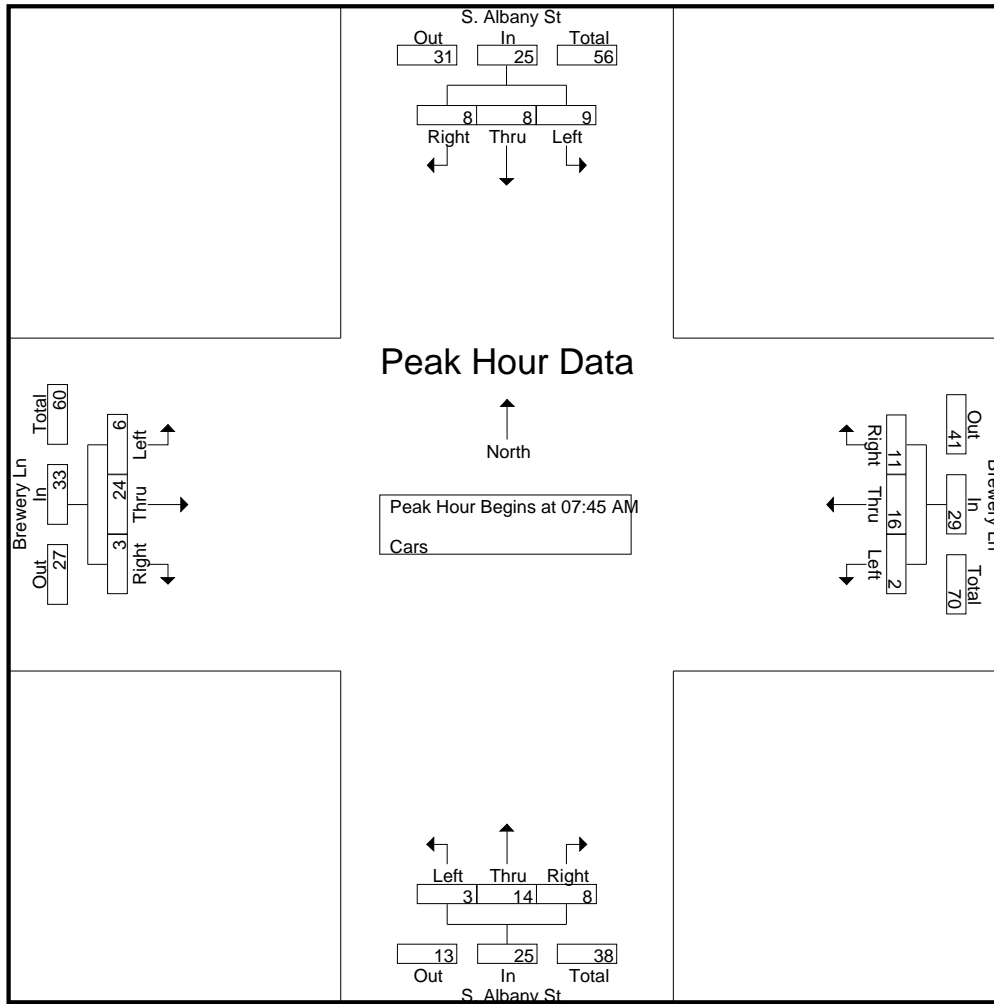 S. Albany St
Out In Total
31 25 56
8 8 9
Right Thru Left
Peak Hour Data
North
Peak Hour Begins at 07:45 AM
Cars
Brewery Ln
Total In Out
60 33 27
6 24 3
Left Thru Right
Brewery Ln
Out In Total
41 29 70
11 16 2
Right Thru Left
Left Thru Right
3 14 8
13 25 38
Out In Total
S. Albany St